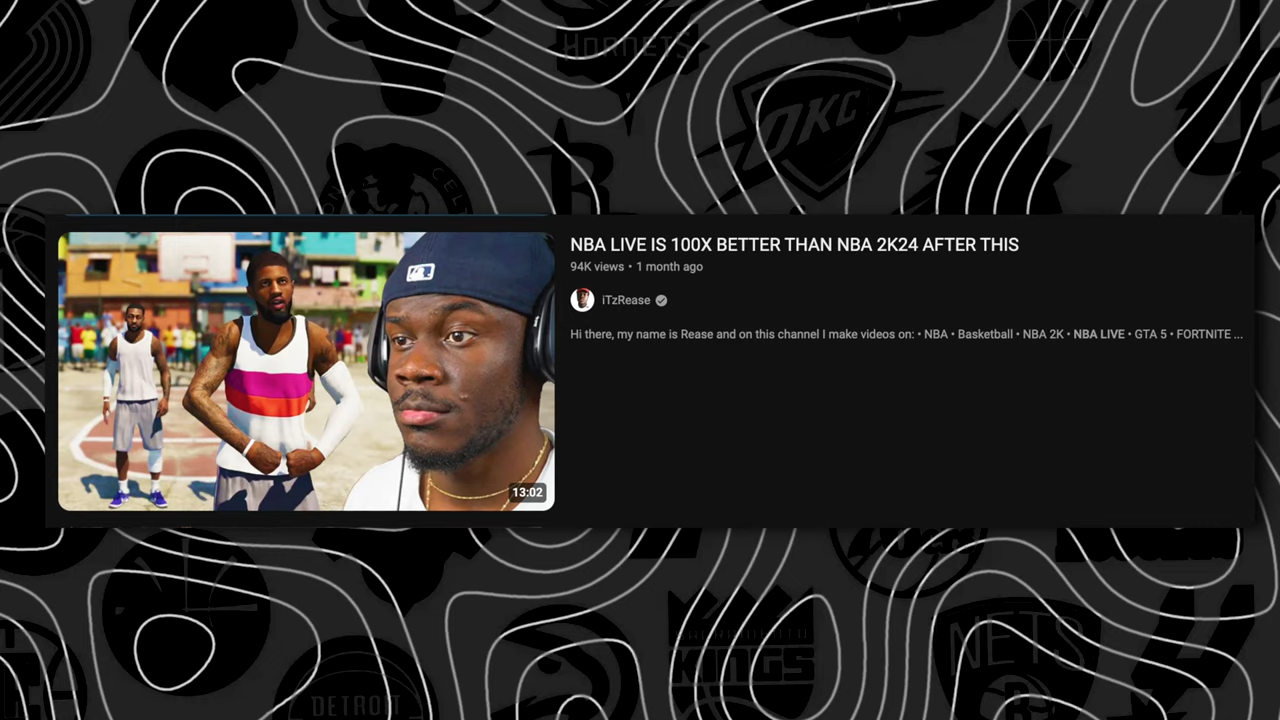 HORNETS
OKC
CELT
NBA LIVE IS 100X BETTER THAN NBA 2K24 AFTER THIS
94K views • 1 month ago
iTzRease
Hi there, my name is Rease and on this channel I make videos on: • NBA • Basketball • NBA 2K • NBA LIVE • GTA 5 • FORTNITE ...
13:02
KINGS
NETS
DETROIT